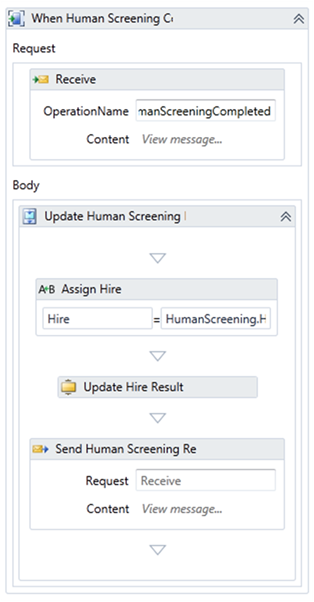 When Human Screening Co
Request
Receive
OperationName manScreeningCompleted
Content View message...
Body
Update Human Screening
A+B Assign Hire
Hire = HumanScreening.H
Update Hire Result
Send Human Screening Re
Request Receive
Content View message...